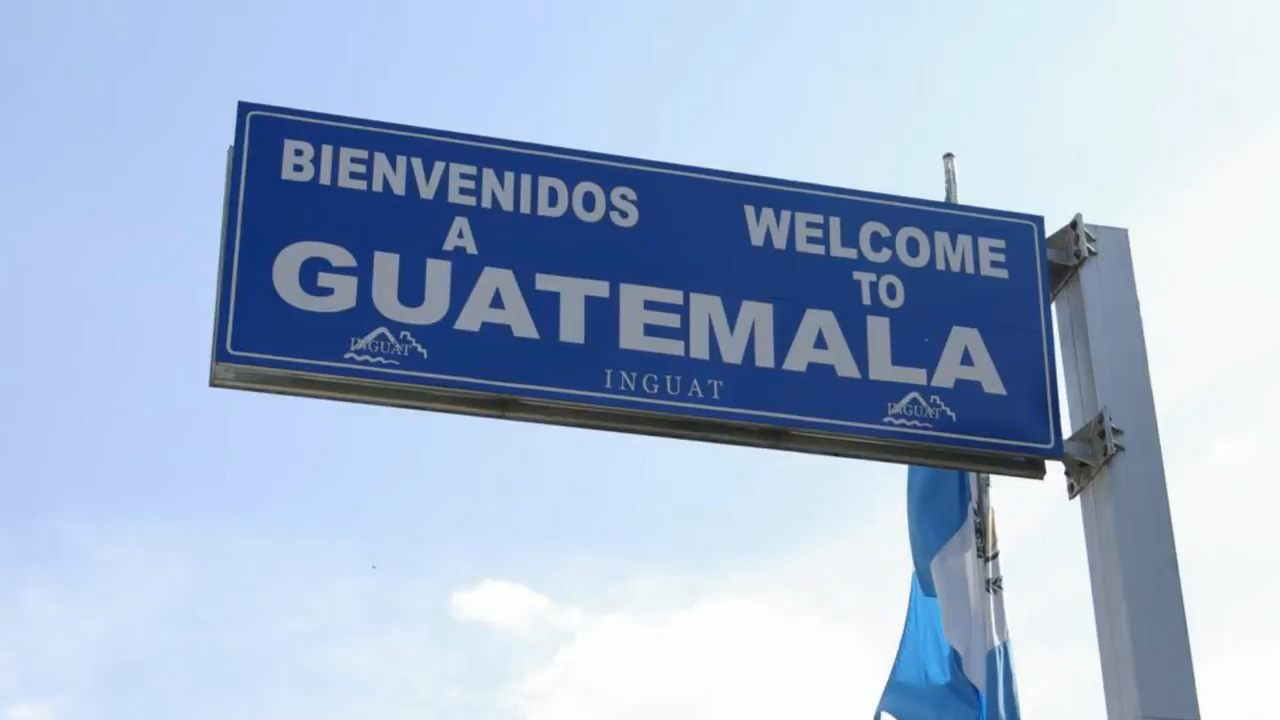 BIENVENIDOS
A
WELCOME
TO
GUATEMALA
INGUAT
INGUAT
INGUAT